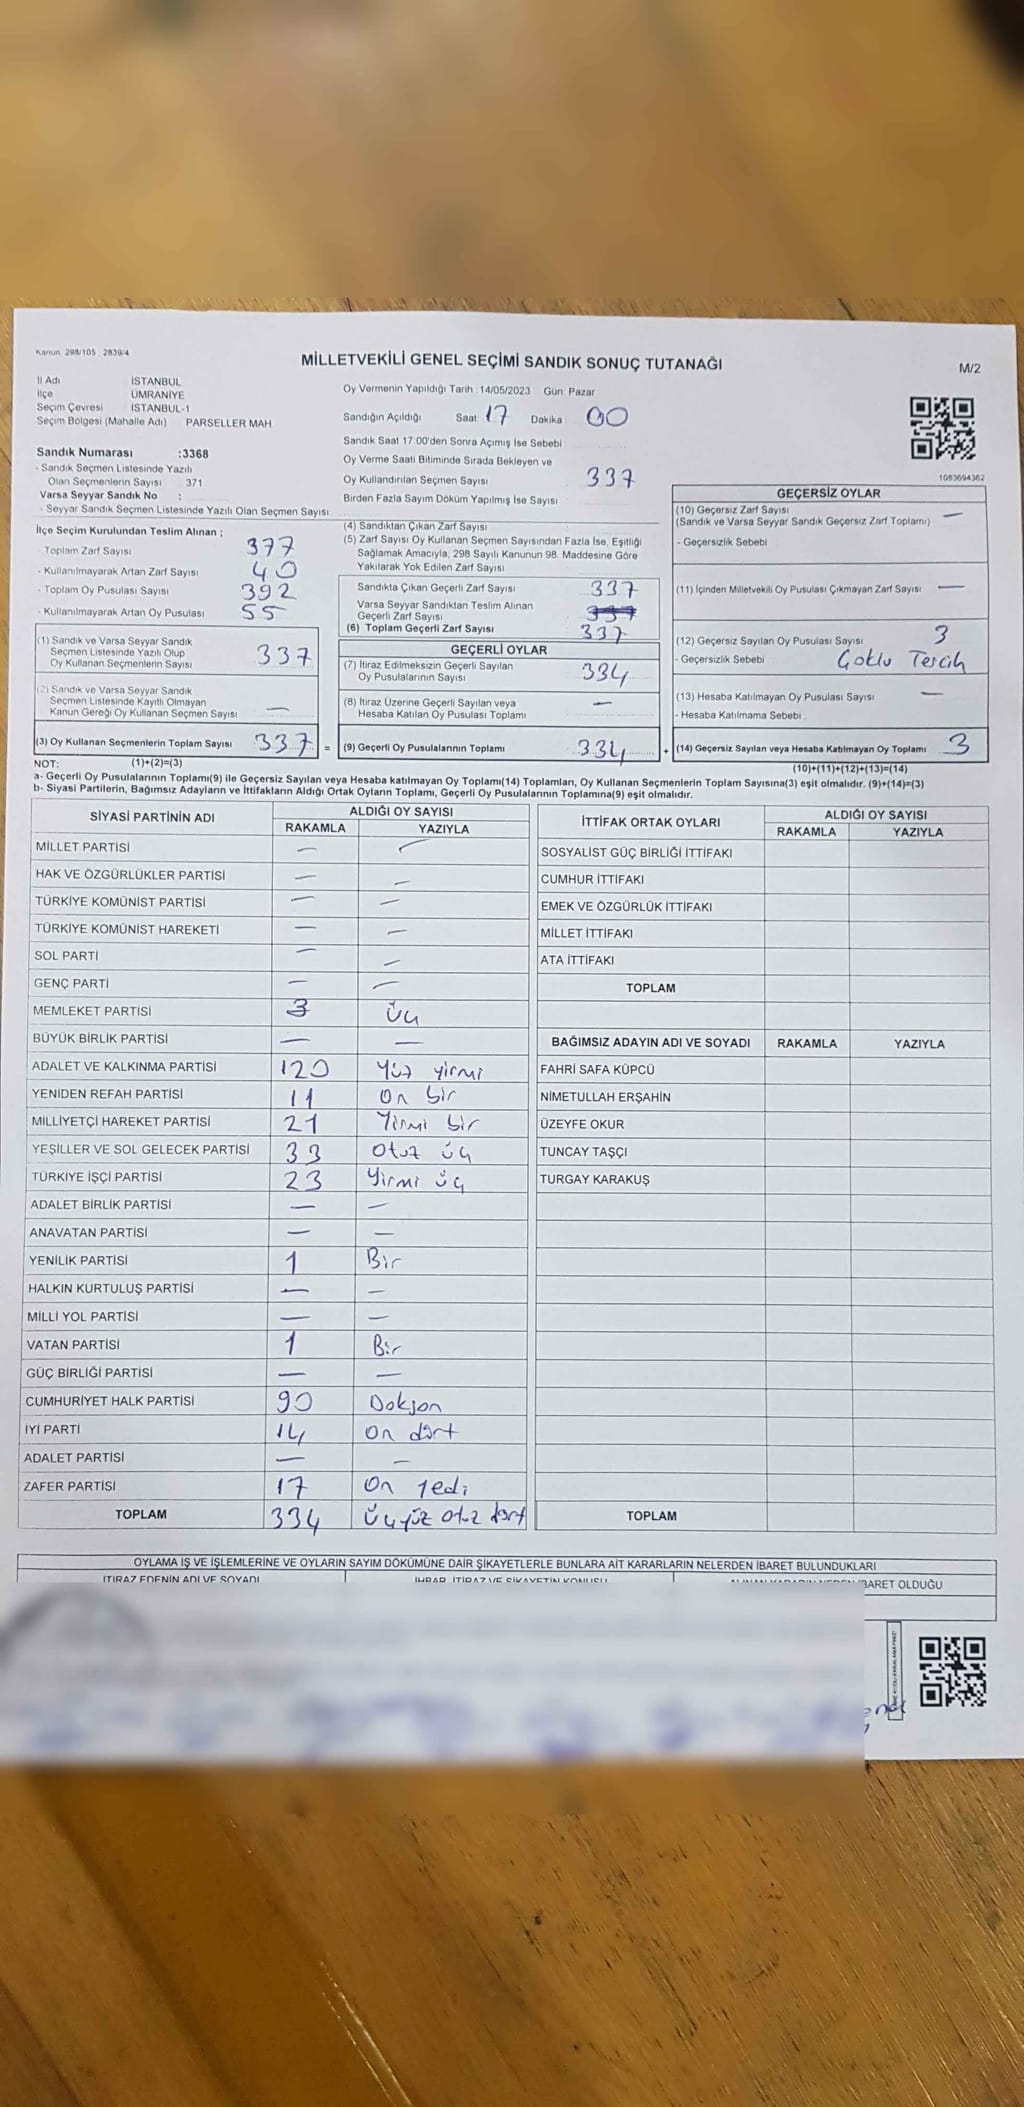 Kanun: 298/105 , 2839/4
MİLLETVEKİLİ GENEL SEÇİMİ SANDIK SONUÇ TUTANAĞI
M/2
İl Adı İSTANBUL
İlçe ÜMRANİYE
Seçim Çevresi İSTANBUL-1
Seçim Bölgesi (Mahalle Adı) PARSELLER MAH
Oy Vermenin Yapıldığı Tarih : 14/05/2023 Gün: Pazar
Sandığın Açıldığı Saat: 17 Dakika: 00
Sandık Saat 17:00'den Sonra Açımış İse Sebebi
Oy Verme Saati Bitiminde Sırada Bekleyen ve
Oy Kullandırılan Seçmen Sayısı 337
Birden Fazla Sayım Döküm Yapılmış İse Sayısı
1083694362
Sandık Numarası :3368
- Sandık Seçmen Listesinde Yazılı
Olan Seçmenlerin Sayısı : 371
Varsa Seyyar Sandık No :
- Seyyar Sandık Seçmen Listesinde Yazılı Olan Seçmen Sayısı:
İlçe Seçim Kurulundan Teslim Alınan ;
- Toplam Zarf Sayısı 377
- Kullanılmayarak Artan Zarf Sayısı 40
- Toplam Oy Pusulası Sayısı 392
- Kullanılmayarak Artan Oy Pusulası 55
(1) Sandık ve Varsa Seyyar Sandık
Seçmen Listesinde Yazılı Olup
Oy Kullanan Seçmenlerin Sayısı 337
(2) Sandık ve Varsa Seyyar Sandık
Seçmen Listesinde Kayıtlı Olmayan
Kanun Gereği Oy Kullanan Seçmen Sayısı —
(3) Oy Kullanan Seçmenlerin Toplam Sayısı 337 =
(4) Sandıktan Çıkan Zarf Sayısı
(5) Zarf Sayısı Oy Kullanan Seçmen Sayısından Fazla İse, Eşitliği
Sağlamak Amacıyla, 298 Sayılı Kanunun 98. Maddesine Göre
Yakılarak Yok Edilen Zarf Sayısı
Sandıkta Çıkan Geçerli Zarf Sayısı 337
Varsa Seyyar Sandıktan Teslim Alınan
Geçerli Zarf Sayısı 337
(6) Toplam Geçerli Zarf Sayısı 337
GEÇERLİ OYLAR
(7) İtiraz Edilmeksizin Geçerli Sayılan
Oy Pusulalarının Sayısı 334
(8) İtiraz Üzerine Geçerli Sayılan veya
Hesaba Katılan Oy Pusulası Toplamı —
(9) Geçerli Oy Pusulalarının Toplamı 334 +
GEÇERSİZ OYLAR
(10) Geçersiz Zarf Sayısı —
(Sandık ve Varsa Seyyar Sandık Geçersiz Zarf Toplamı)
- Geçersizlik Sebebi
(11) İçinden Milletvekili Oy Pusulası Çıkmayan Zarf Sayısı —
(12) Geçersiz Sayılan Oy Pusulası Sayısı 3
- Geçersizlik Sebebi Çoklu Tercih
(13) Hesaba Katılmayan Oy Pusulası Sayısı —
- Hesaba Katılmama Sebebi :
(14) Geçersiz Sayılan veya Hesaba Katılmayan Oy Toplamı 3
NOT: (1)+(2)=(3)
(10)+(11)+(12)+(13)=(14)
a- Geçerli Oy Pusulalarının Toplamı(9) ile Geçersiz Sayılan veya Hesaba katılmayan Oy Toplamı(14) Toplamları, Oy Kullanan Seçmenlerin Toplam Sayısına(3) eşit olmalıdır. (9)+(14)=(3)
b- Siyasi Partilerin, Bağımsız Adayların ve İttifakların Aldığı Ortak Oyların Toplamı, Geçerli Oy Pusulalarının Toplamına(9) eşit olmalıdır.
SİYASİ PARTİNİN ADI ALDIĞI OY SAYISI
RAKAMLA YAZIYLA
MİLLET PARTİSİ — —
HAK VE ÖZGÜRLÜKLER PARTİSİ — —
TÜRKİYE KOMÜNİST PARTİSİ — —
TÜRKİYE KOMÜNİST HAREKETİ — —
SOL PARTİ — —
GENÇ PARTİ — —
MEMLEKET PARTİSİ 3 Üç
BÜYÜK BİRLİK PARTİSİ — —
ADALET VE KALKINMA PARTİSİ 120 Yüz yirmi
YENİDEN REFAH PARTİSİ 11 On bir
MİLLİYETÇİ HAREKET PARTİSİ 21 Yirmi bir
YEŞİLLER VE SOL GELECEK PARTİSİ 33 Otuz üç
TÜRKİYE İŞÇİ PARTİSİ 23 Yirmi üç
ADALET BİRLİK PARTİSİ — —
ANAVATAN PARTİSİ — —
YENİLİK PARTİSİ 1 Bir
HALKIN KURTULUŞ PARTİSİ — —
MİLLİ YOL PARTİSİ — —
VATAN PARTİSİ 1 Bir
GÜÇ BİRLİĞİ PARTİSİ — —
CUMHURİYET HALK PARTİSİ 90 Doksan
İYİ PARTİ 14 On dört
ADALET PARTİSİ — —
ZAFER PARTİSİ 17 On yedi
TOPLAM 334 Üçyüz otuz dört
İTTİFAK ORTAK OYLARI ALDIĞI OY SAYISI
RAKAMLA YAZIYLA
SOSYALİST GÜÇ BİRLİĞİ İTTİFAKI
CUMHUR İTTİFAKI
EMEK VE ÖZGÜRLÜK İTTİFAKI
MİLLET İTTİFAKI
ATA İTTİFAKI
TOPLAM
BAĞIMSIZ ADAYIN ADI VE SOYADI RAKAMLA YAZIYLA
FAHRİ SAFA KÜPCÜ
NİMETULLAH ERŞAHİN
ÜZEYFE OKUR
TUNCAY TAŞÇI
TURGAY KARAKUŞ
TOPLAM
OYLAMA İŞ VE İŞLEMLERİNE VE OYLARIN SAYIM DÖKÜMÜNE DAİR ŞİKAYETLERLE BUNLARA AİT KARARLARIN NELERDEN İBARET BULUNDUKLARI
İTİRAZ EDENİN ADI VE SOYADI İHBAR, İTİRAZ VE ŞİKAYETİN KONUSU OLDUĞU